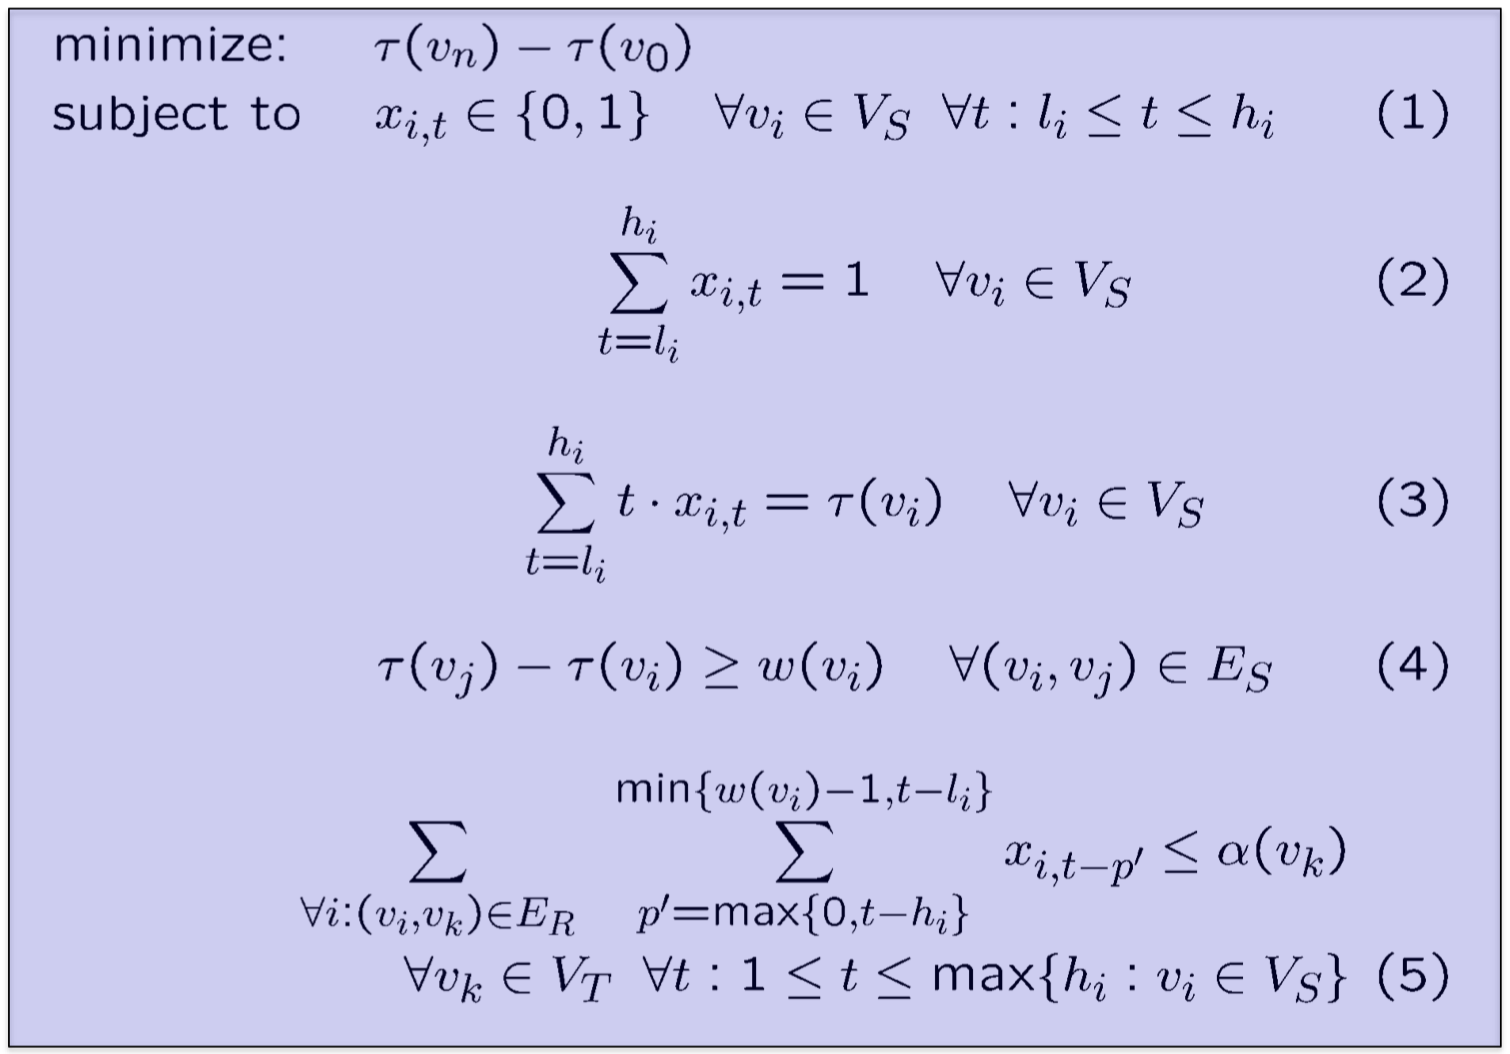 minimize: τ(vₙ) − τ(v₀)
subject to x_{i,t} ∈ {0, 1} ∀v_i ∈ V_S ∀t : l_i ≤ t ≤ h_i (1)
∑_{t=l_i}^{h_i} x_{i,t} = 1 ∀v_i ∈ V_S (2)
∑_{t=l_i}^{h_i} t · x_{i,t} = τ(v_i) ∀v_i ∈ V_S (3)
τ(v_j) − τ(v_i) ≥ w(v_i) ∀(v_i, v_j) ∈ E_S (4)
∑_{∀i:(v_i,v_k)∈E_R} ∑_{p′=max{0,t−h_i}}^{min{w(v_i)−1,t−l_i}} x_{i,t−p′} ≤ α(v_k)
∀v_k ∈ V_T ∀t : 1 ≤ t ≤ max{h_i : v_i ∈ V_S} (5)